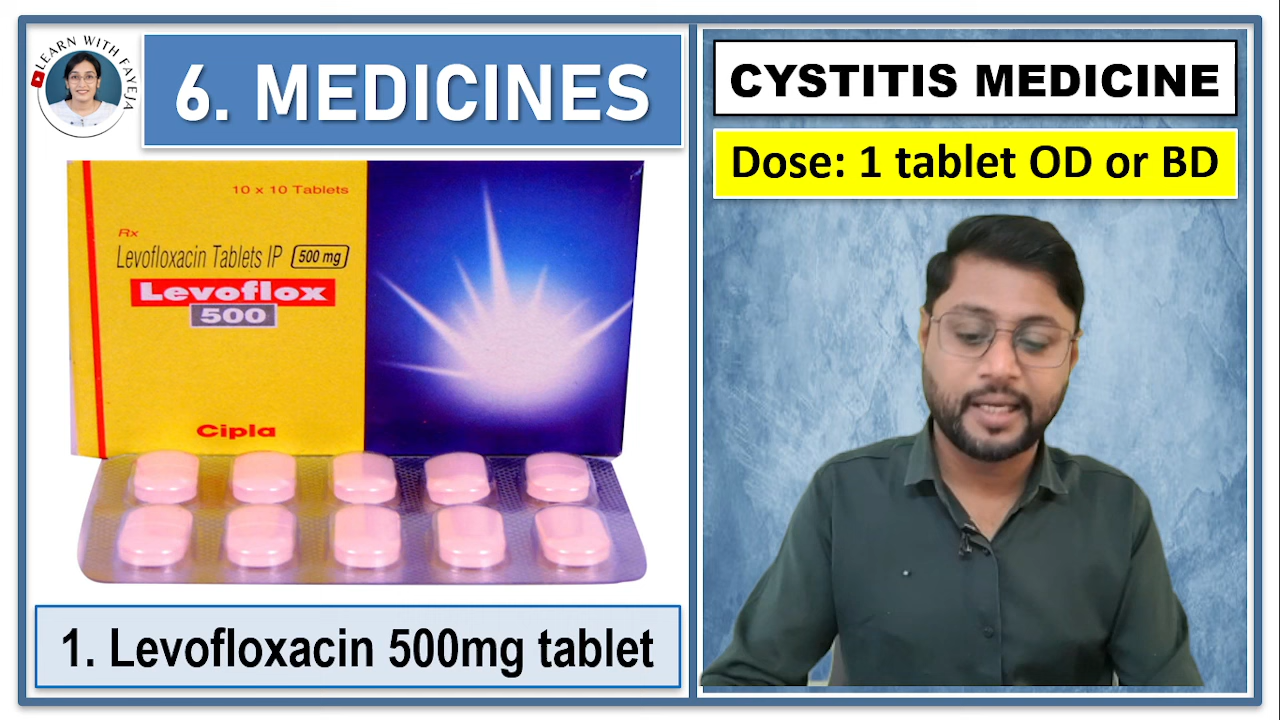 LEARN WITH FAYEJA
6. MEDICINES
10 x 10 Tablets
Rx
Levofloxacin Tablets IP 500 mg
Levoflox
500
Cipla
1. Levofloxacin 500mg tablet
CYSTITIS MEDICINE
Dose: 1 tablet OD or BD